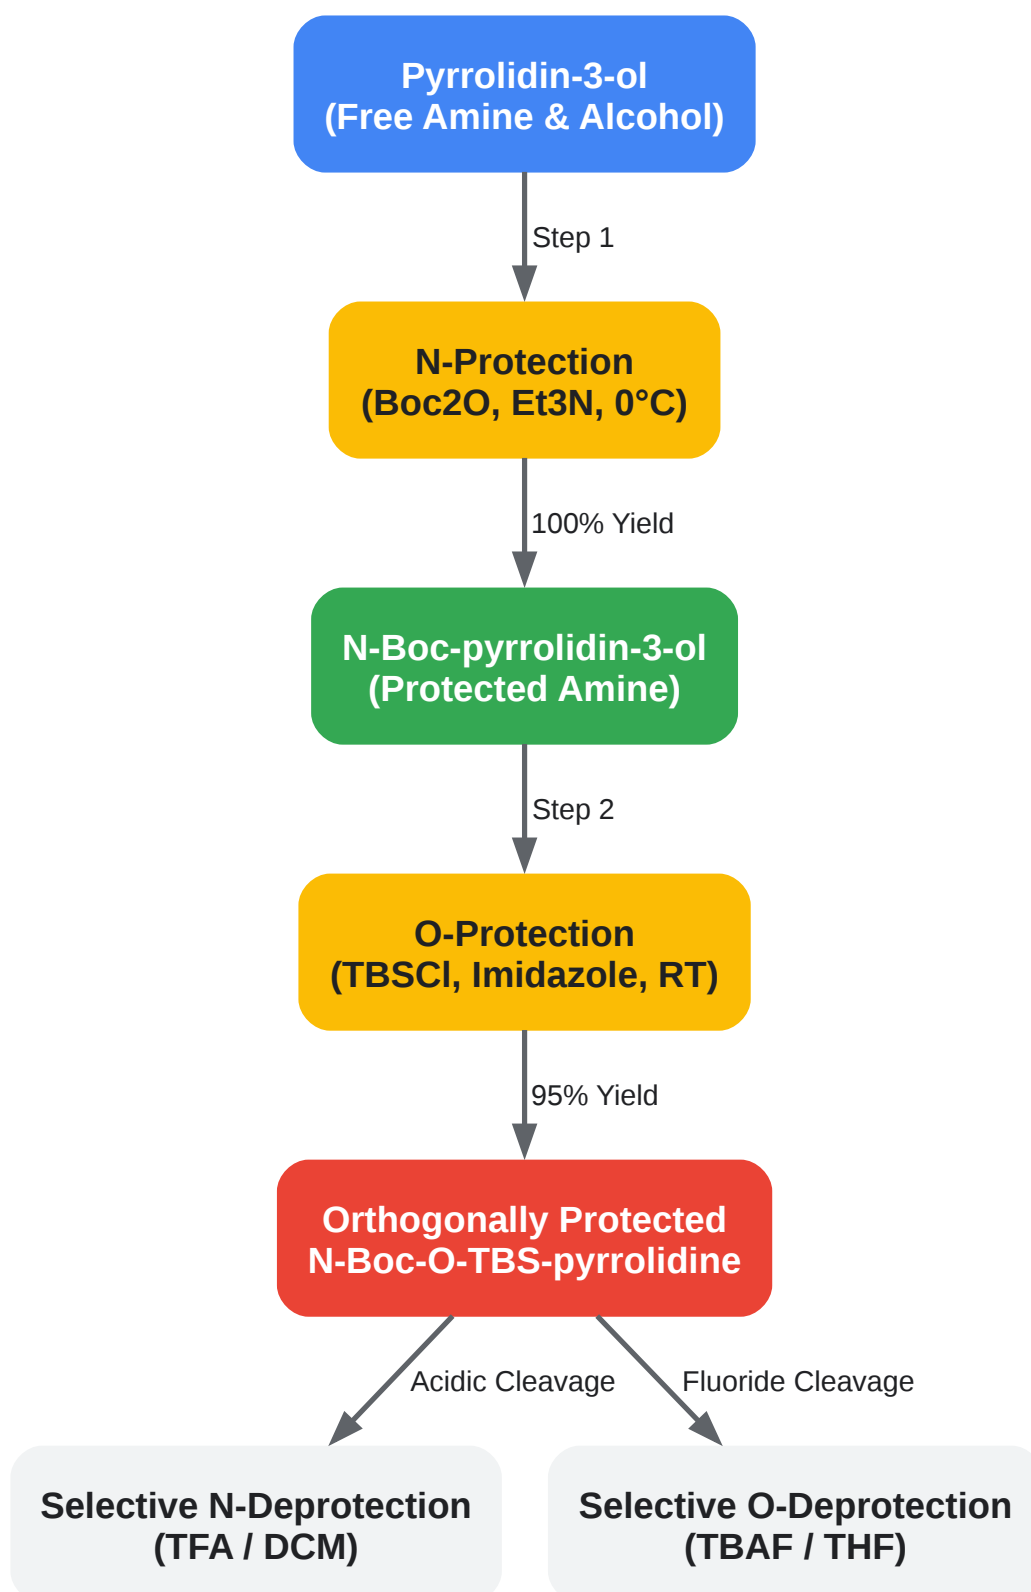 Pyrrolidin-3-ol
(Free Amine & Alcohol)
Step 1
N-Protection
(Boc2O, Et3N, 0°C)
100% Yield
N-Boc-pyrrolidin-3-ol
(Protected Amine)
Step 2
O-Protection
(TBSCl, Imidazole, RT)
95% Yield
Orthogonally Protected
N-Boc-O-TBS-pyrrolidine
Acidic Cleavage
Fluoride Cleavage
Selective N-Deprotection
(TFA / DCM)
Selective O-Deprotection
(TBAF / THF)